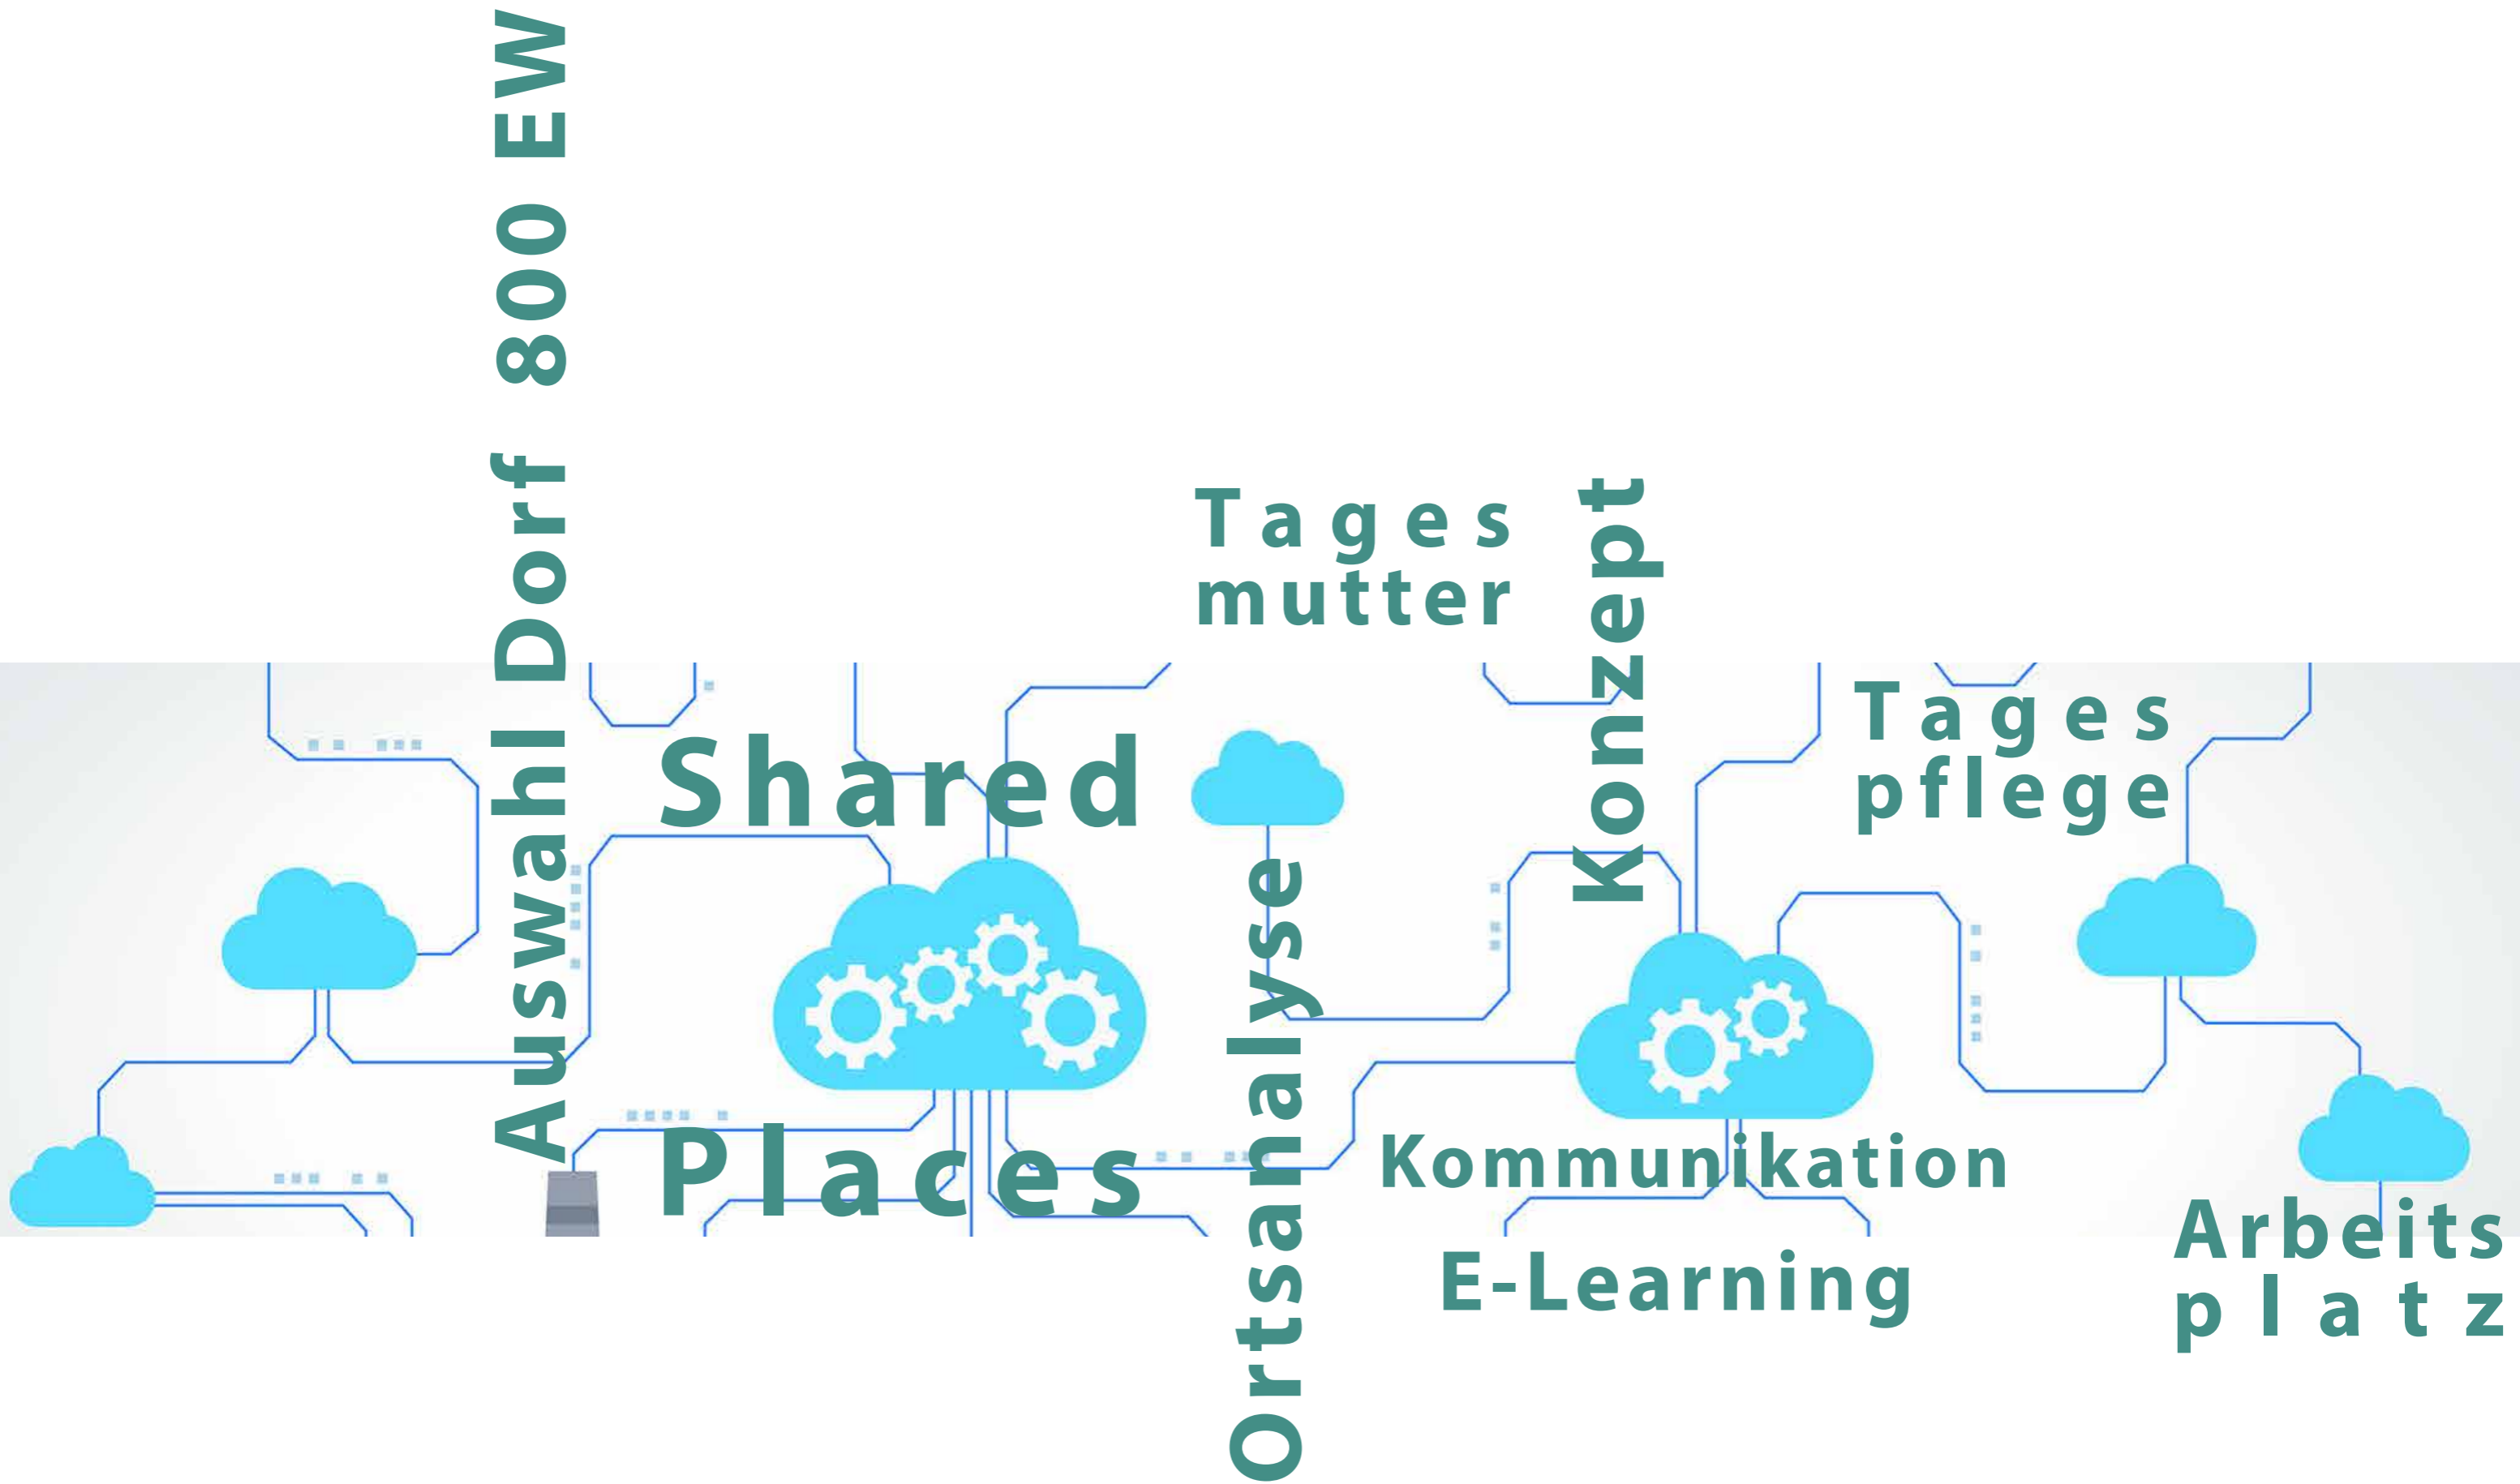 Auswahl Dorf 800 EW
Shared
Places
Tages
mutter
Ortsanalyse
Konzept
Tages
pflege
Kommunikation
E-Learning
Arbeits
platz